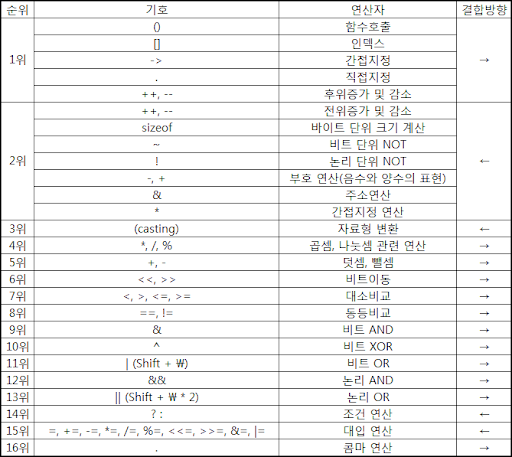 순위 기호 연산자 결합방향
1위 () 함수호출 →
[] 인덱스
-> 간접지정
. 직접지정
++, -- 후위증가 및 감소
2위 ++, -- 전위증가 및 감소 ←
sizeof 바이트 단위 크기 계산
~ 비트 단위 NOT
! 논리 단위 NOT
-, + 부호 연산(음수와 양수의 표현)
& 주소연산
* 간접지정 연산
3위 (casting) 자료형 변환 ←
4위 *, /, % 곱셈, 나눗셈 관련 연산 →
5위 +, - 덧셈, 뺄셈 →
6위 <<, >> 비트이동 →
7위 <, >, <=, >= 대소비교 →
8위 ==, != 동등비교 →
9위 & 비트 AND →
10위 ^ 비트 XOR →
11위 | (Shift + ₩) 비트 OR →
12위 && 논리 AND →
13위 || (Shift + ₩ * 2) 논리 OR →
14위 ? : 조건 연산 ←
15위 =, +=, -=, *=, /=, %=, <<=, >>=, &=, |= 대입 연산 ←
16위 . 콤마 연산 →